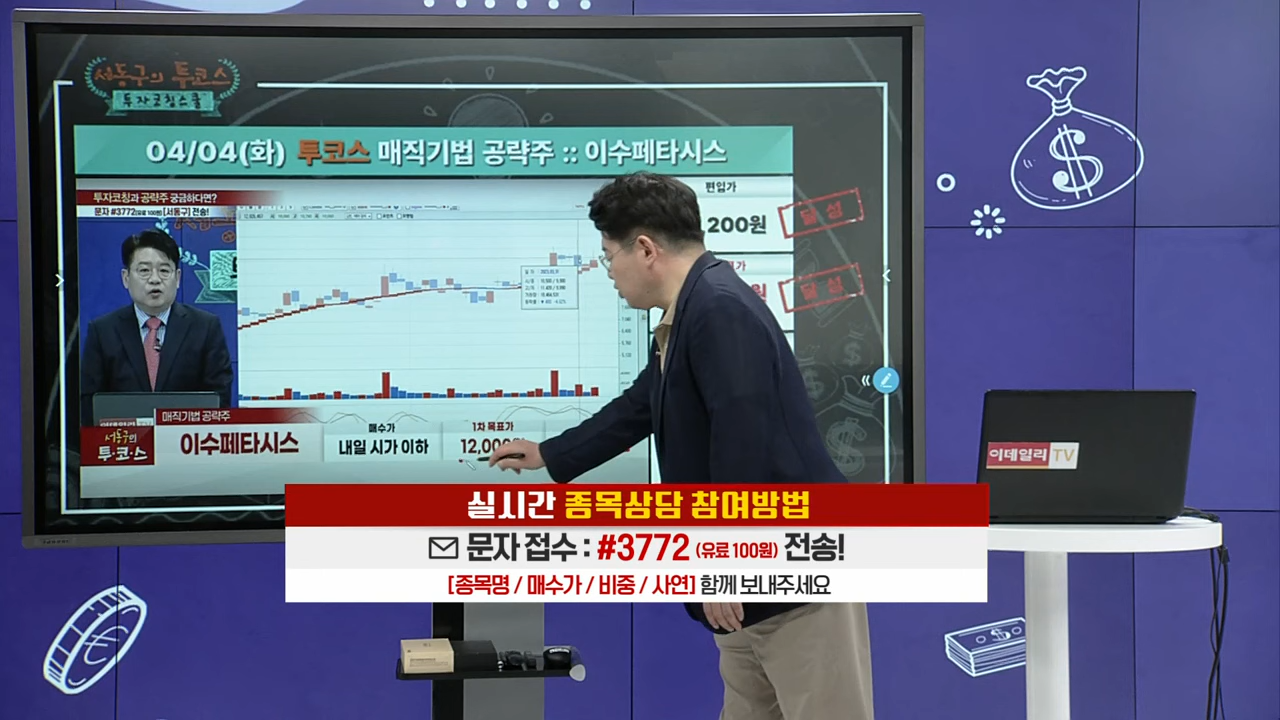 서동구의 투코스
투자코칭스쿨
04/04(화) 투코스 매직기법 공략주 :: 이수페타시스
투자코칭과 공략주 궁금하다면?
문자 #3772(유료 100원) [서동구] 전송!
편입가
,200원
달성
원
달성
매직기법 공략주
서동구의
투·코·스
이수페타시스
매수가
내일 시가 이하
1차 목표가
12,000
이데일리 TV
실시간 종목상담 참여방법
문자 접수 : #3772 (유료 100원) 전송!
[종목명 / 매수가 / 비중 / 사연] 함께 보내주세요